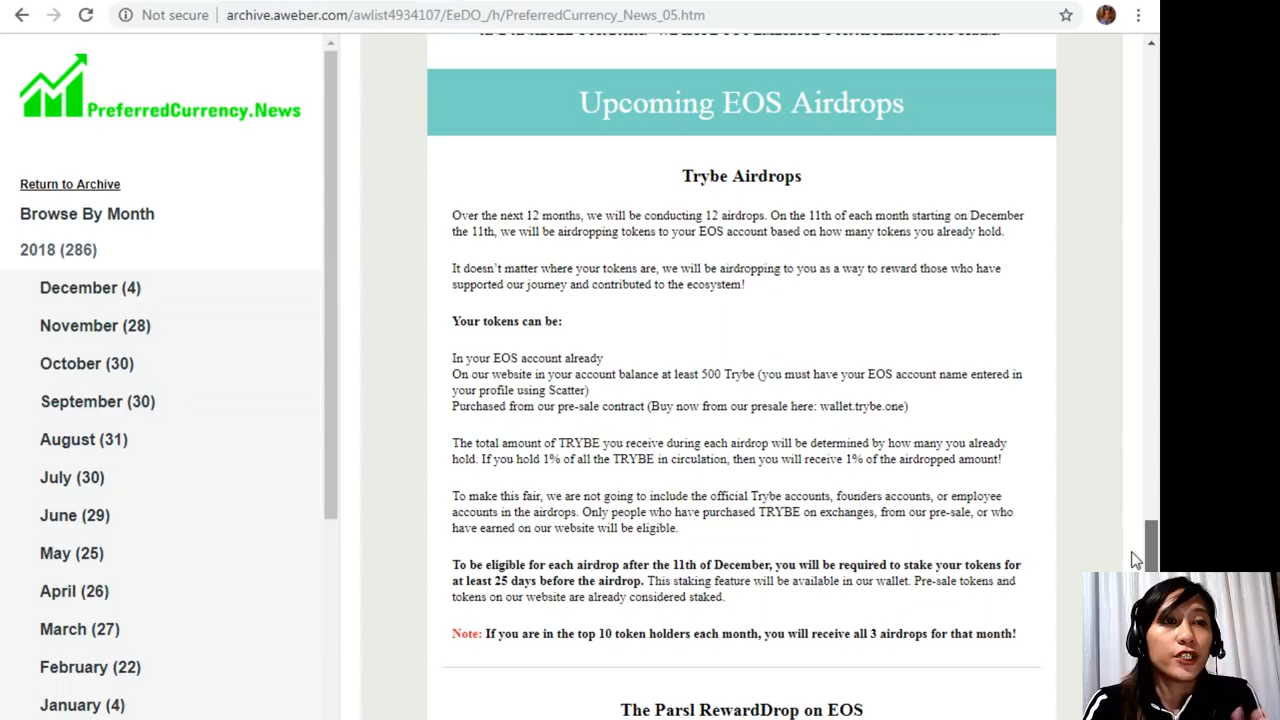 Not secure
archive.aweber.com/awlist4934107/EeDO_/h/PreferredCurrency_News_05.htm
PreferredCurrency.News
Return to Archive
Browse By Month
2018 (286)
December (4)
November (28)
October (30)
September (30)
August (31)
July (30)
June (29)
May (25)
April (26)
March (27)
February (22)
January (4)
Upcoming EOS Airdrops
Trybe Airdrops
Over the next 12 months, we will be conducting 12 airdrops. On the 11th of each month starting on December
the 11th, we will be airdropping tokens to your EOS account based on how many tokens you already hold.
It doesn't matter where your tokens are, we will be airdropping to you as a way to reward those who have
supported our journey and contributed to the ecosystem!
Your tokens can be:
In your EOS account already
On our website in your account balance at least 500 Trybe (you must have your EOS account name entered in
your profile using Scatter)
Purchased from our pre-sale contract (Buy now from our presale here: wallet.trybe.one)
The total amount of TRYBE you receive during each airdrop will be determined by how many you already
hold. If you hold 1% of all the TRYBE in circulation, then you will receive 1% of the airdropped amount!
To make this fair, we are not going to include the official Trybe accounts, founders accounts, or employee
accounts in the airdrops. Only people who have purchased TRYBE on exchanges, from our pre-sale, or who
have earned on our website will be eligible.
To be eligible for each airdrop after the 11th of December, you will be required to stake your tokens for
at least 25 days before the airdrop. This staking feature will be available in our wallet. Pre-sale tokens and
tokens on our website are already considered staked.
Note: If you are in the top 10 token holders each month, you will receive all 3 airdrops for that month!
The Parsl RewardDrop on EOS